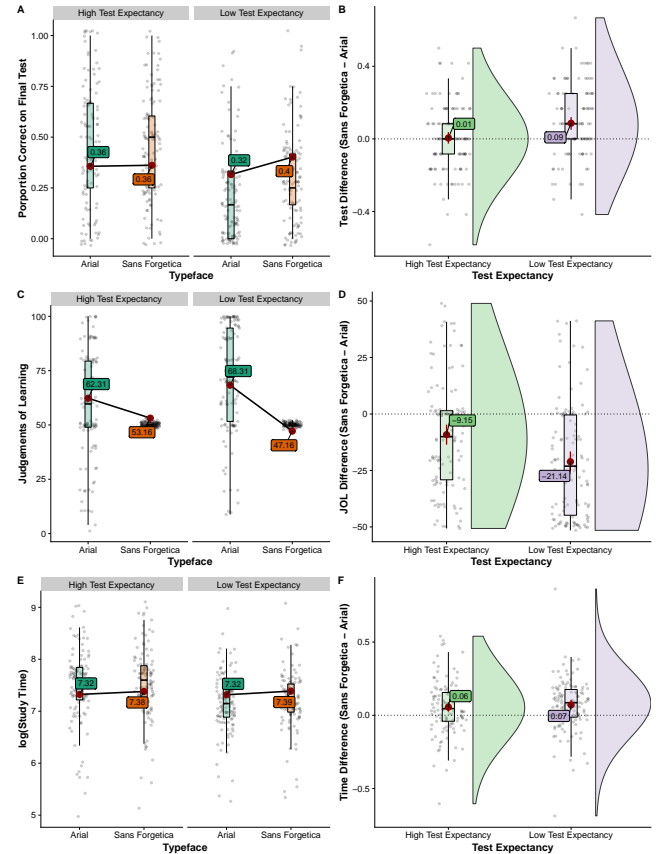 A
High Test Expectancy
Low Test Expectancy
Porportion Correct on Final Test
1.00
0.75
0.50
0.25
0.00
0.36
0.36
0.32
0.4
Arial
Sans Forgetica
Arial
Sans Forgetica
Typeface
B
Test Difference (Sans Forgetica − Arial)
0.4
0.0
−0.4
0.01
0.09
High Test Expectancy
Low Test Expectancy
Test Expectancy
C
High Test Expectancy
Low Test Expectancy
Judgements of Learning
100
75
50
25
0
62.31
53.16
68.31
47.16
Arial
Sans Forgetica
Arial
Sans Forgetica
Typeface
D
JOL Difference (Sans Forgetica − Arial)
50
25
0
−25
−50
−9.15
−21.14
High Test Expectancy
Low Test Expectancy
Test Expectancy
E
High Test Expectancy
Low Test Expectancy
log(Study Time)
9
8
7
6
5
7.32
7.38
7.32
7.39
Arial
Sans Forgetica
Arial
Sans Forgetica
Typeface
F
Time Difference (Sans Forgetica − Arial)
0.5
0.0
−0.5
0.06
0.07
High Test Expectancy
Low Test Expectancy
Test Expectancy